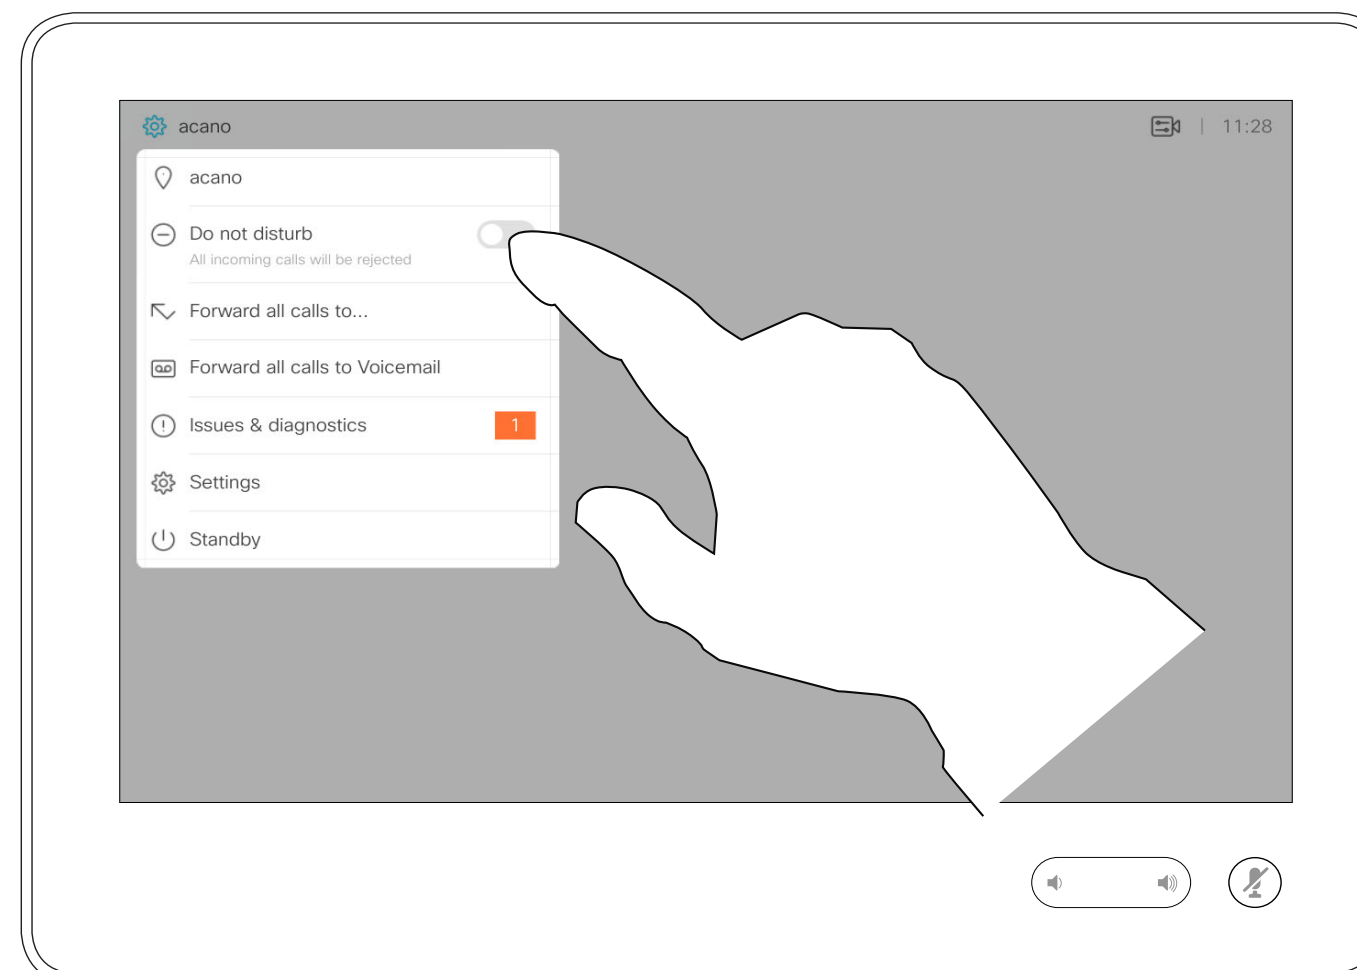 acano
11:28
acano
Do not disturb
All incoming calls will be rejected
Forward all calls to...
Forward all calls to Voicemail
Issues & diagnostics 1
Settings
Standby